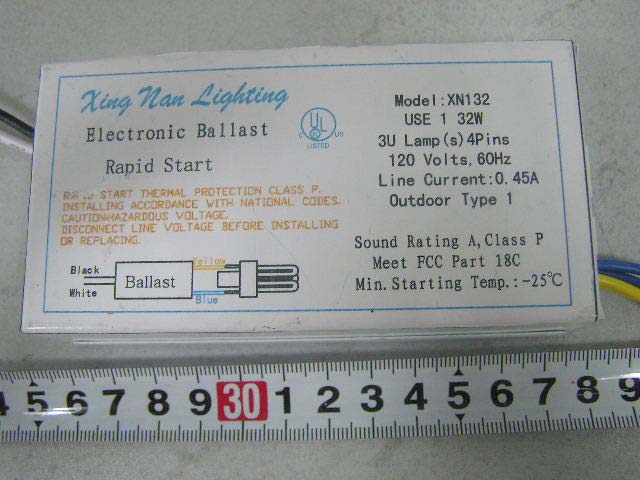 Xing Nan Lighting
Electronic Ballast
Rapid Start
C UL US
LISTED
Model:XN132
USE 1 32W
3U Lamp(s)4Pins
120 Volts,60Hz
Line Current:0.45A
Outdoor Type 1
RAPID START THERMAL PROTECTION CLASS P.
INSTALLING ACCORDANCE WITH NATIONAL CODES.
CAUTION=HAZARDOUS VOLTAGE.
DISCONNECT LINE VOLTAGE BEFORE INSTALLING
OR REPLACING.
Sound Rating A,Class P
Meet FCC Part 18C
Min.Starting Temp.:-25℃
Black
White
Ballast
Yellow
Blue
4 5 6 7 8 9 30 1 2 3 4 5 6 7 8 9